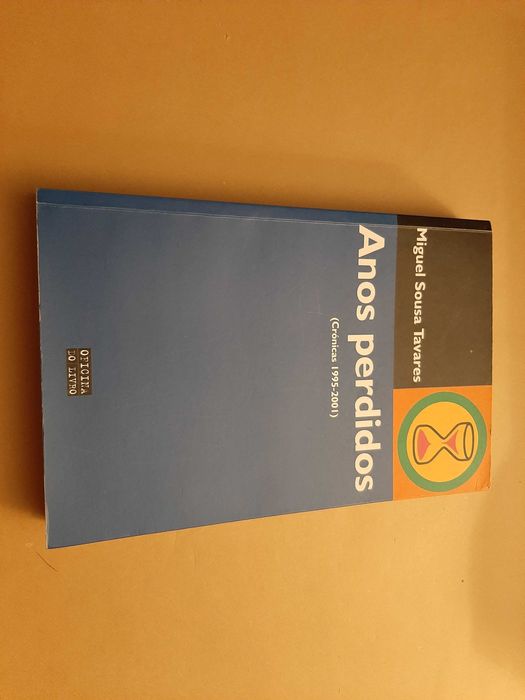 Miguel Sousa Tavares
Anos perdidos
(Crónicas 1995-2001)
OFICINA
DO LIVRO